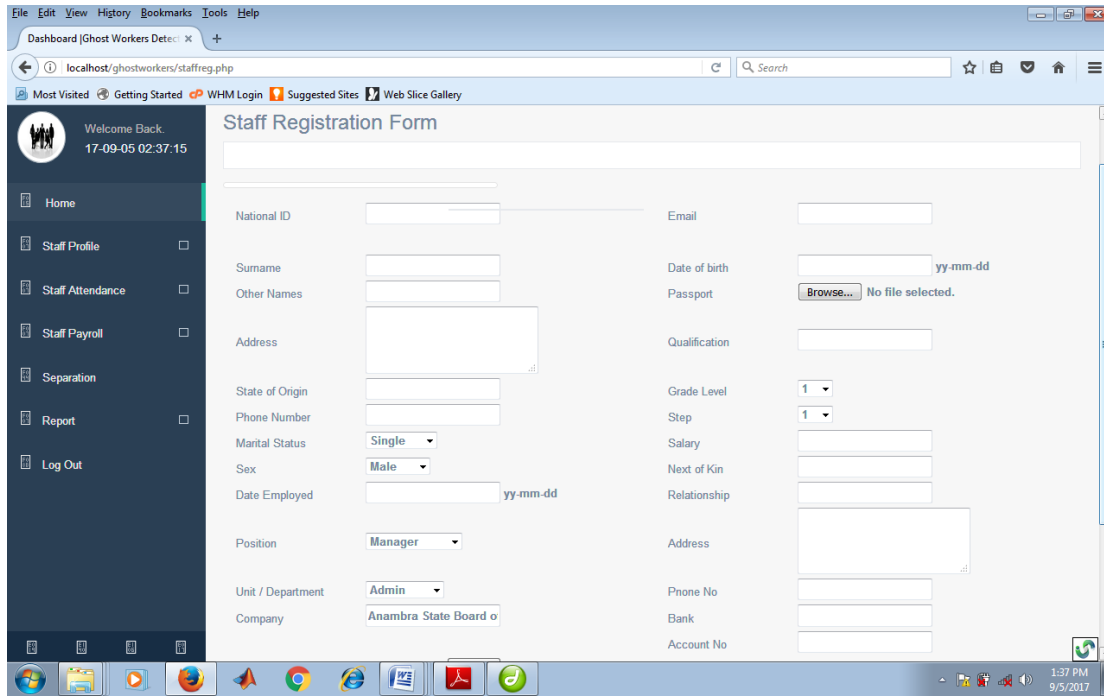 File Edit View History Bookmarks Tools Help
Dashboard |Ghost Workers Detec
localhost/ghostworkers/staffreg.php
Search
Most Visited Getting Started cP WHM Login Suggested Sites Web Slice Gallery
Welcome Back.
17-09-05 02:37:15
Home
Staff Profile
Staff Attendance
Staff Payroll
Separation
Report
Log Out
Staff Registration Form
National ID
Email
Surname
Date of birth yy-mm-dd
Other Names
Passport Browse... No file selected.
Address
Qualification
State of Origin
Grade Level 1
Phone Number
Step 1
Marital Status Single
Salary
Sex Male
Next of Kin
Date Employed yy-mm-dd
Relationship
Position Manager
Address
Unit / Department Admin
Pnone No
Company Anambra State Board o
Bank
Account No
1:37 PM
9/5/2017